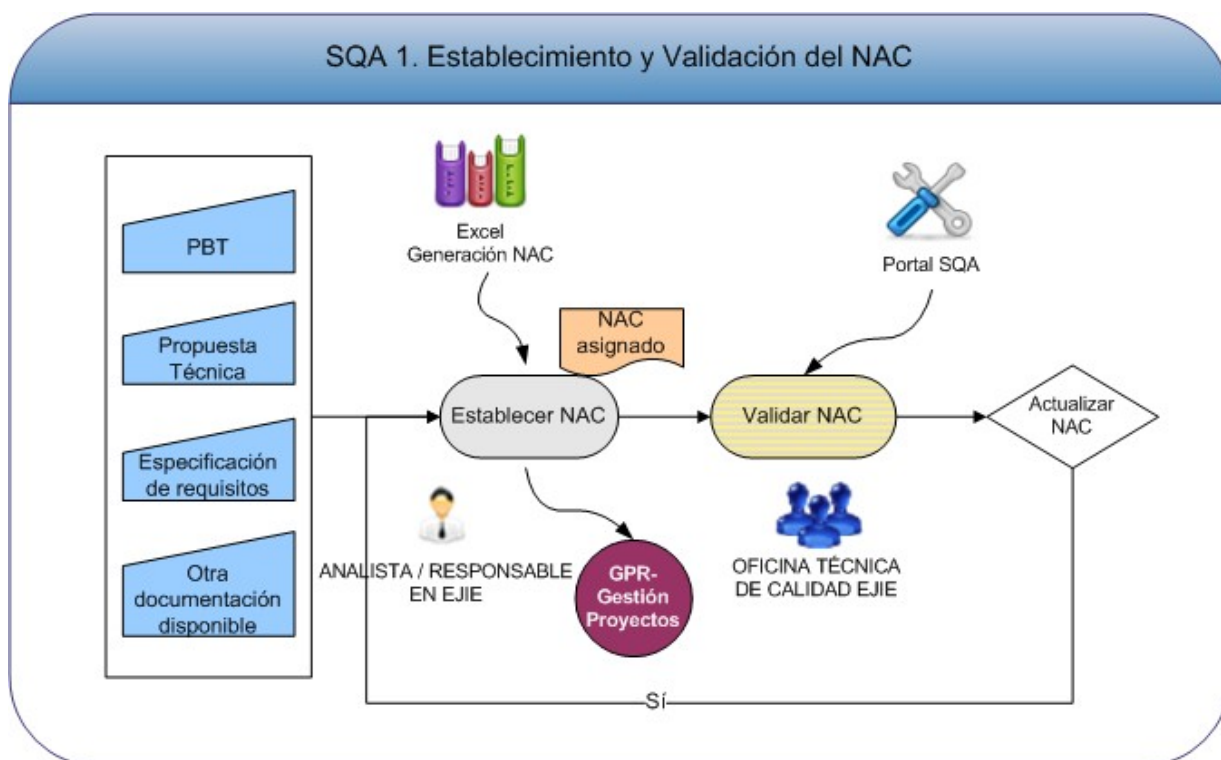 SQA 1. Establecimiento y Validación del NAC
PBT
Propuesta
Técnica
Especificación
de requisitos
Otra
documentación
disponible
Excel
Generación NAC
Portal SQA
NAC
asignado
Establecer NAC
Validar NAC
Actualizar
NAC
ANALISTA / RESPONSABLE
EN EJIE
GPR-
Gestión
Proyectos
OFICINA TÉCNICA
DE CALIDAD EJIE
Sí